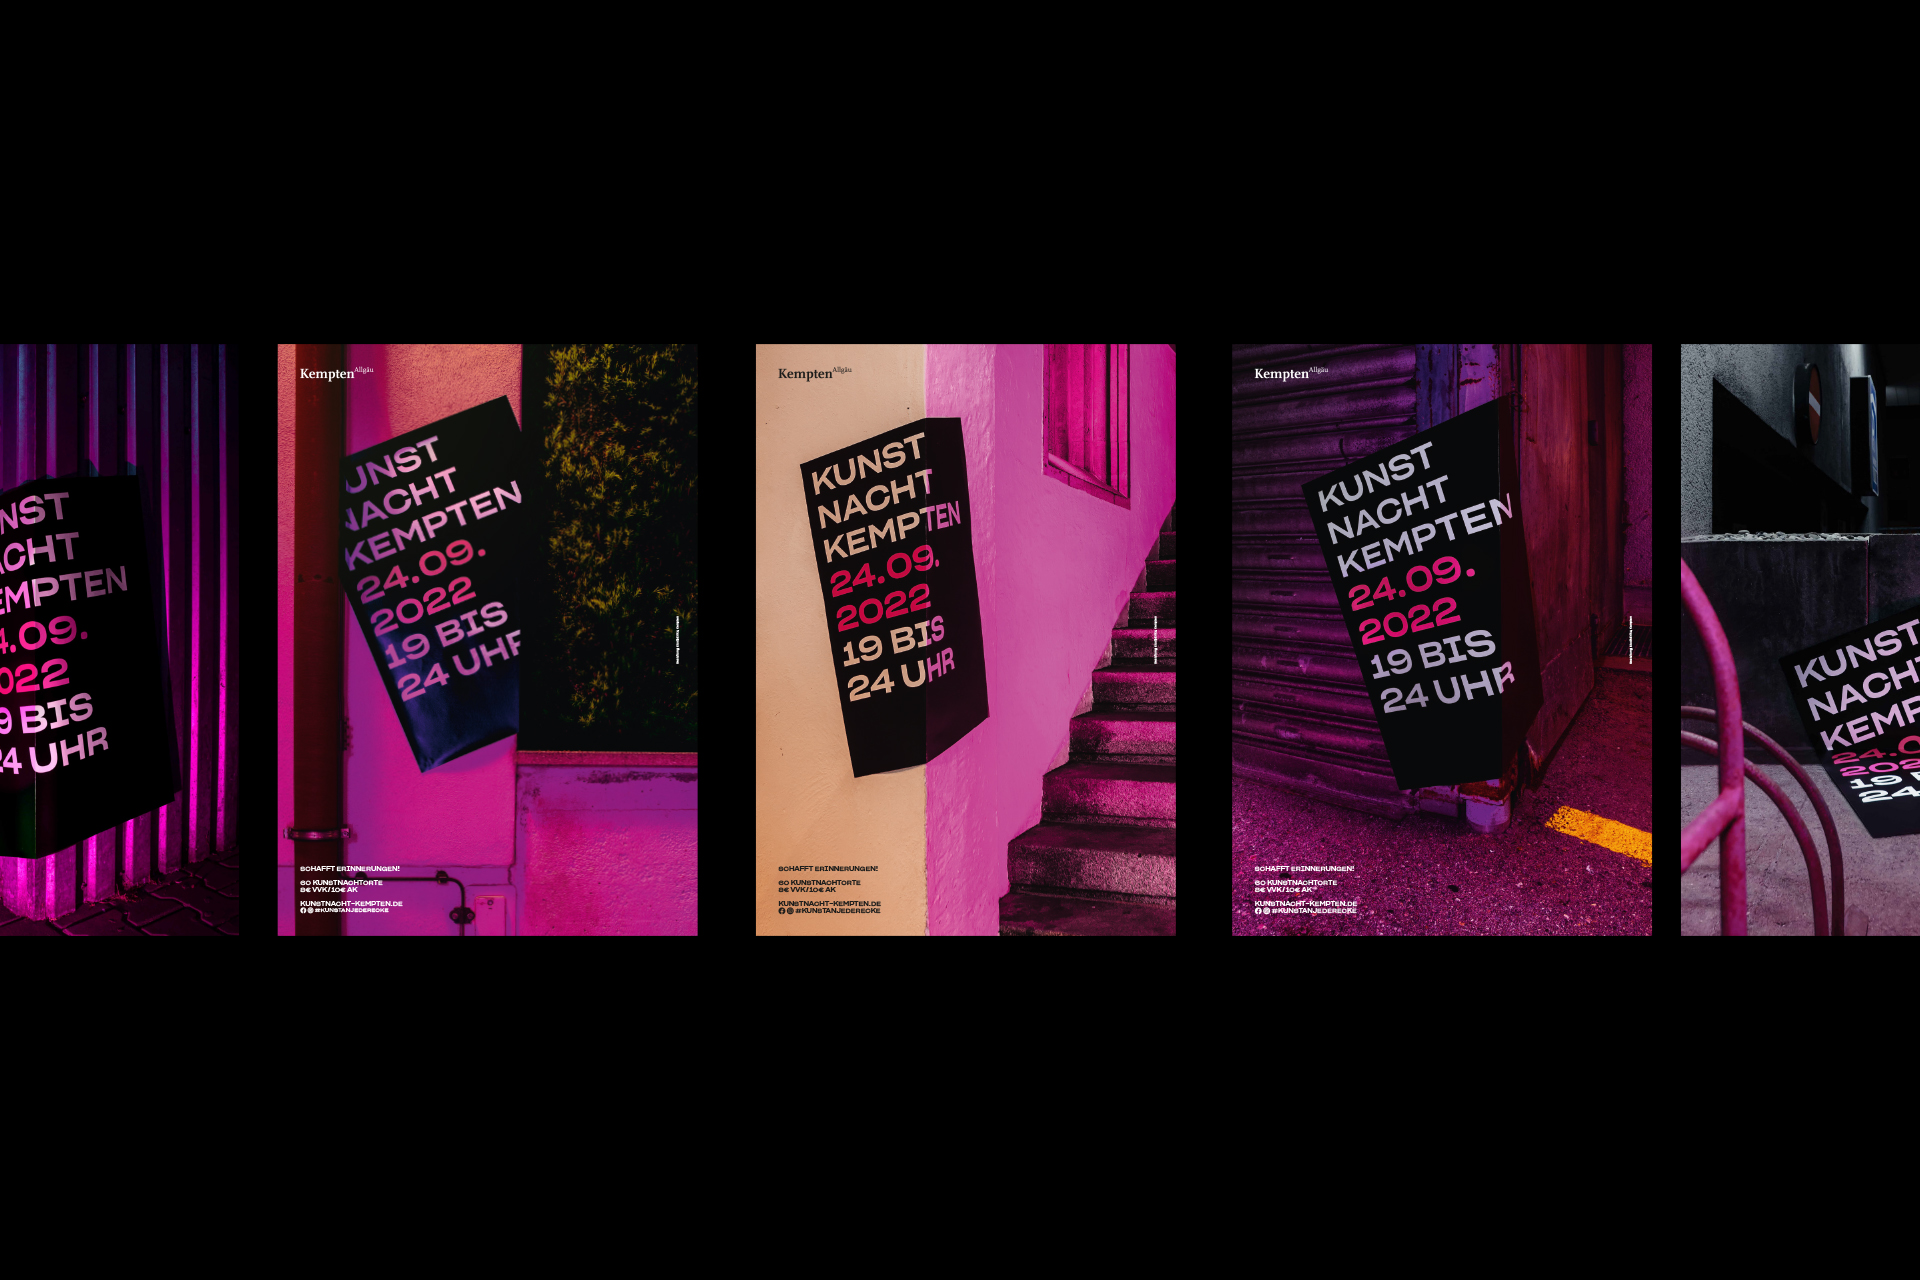 NST
ACHT
EMPTEN
4.09.
022
9 BIS
24 UHR
Kempten Allgäu
UNST
NACHT
KEMPTEN
24.09.
2022
19 BIS
24 UHR
SCHAFFT ERINNERUNGEN!
60 KUNSTNACHTORTE
8€ VVK/10€ AK
KUNSTNACHT-KEMPTEN.DE
#KUNSTANJEDERECKE
Kempten Allgäu
KUNST
NACHT
KEMPTEN
24.09.
2022
19 BIS
24 UHR
SCHAFFT ERINNERUNGEN!
60 KUNSTNACHTORTE
8€ VVK/10€ AK
KUNSTNACHT-KEMPTEN.DE
#KUNSTANJEDERECKE
Kempten Allgäu
KUNST
NACHT
KEMPTEN
24.09.
2022
19 BIS
24 UHR
SCHAFFT ERINNERUNGEN!
60 KUNSTNACHTORTE
8€ VVK/10€ AK
KUNSTNACHT-KEMPTEN.DE
#KUNSTANJEDERECKE
KUNST
NACHT
KEMP
24.0
202
19
24